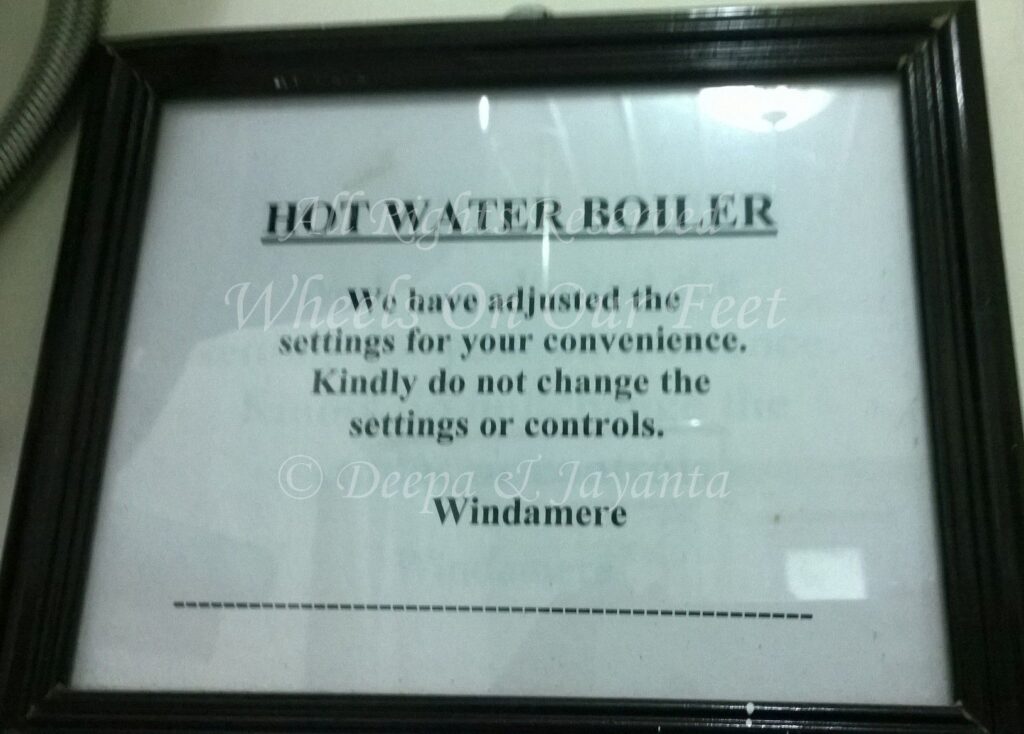 HOT WATER BOILER
All Rights Reserved
We have adjusted the
Wheels On Our Feet
settings for your convenience.
Kindly do not change the
settings or controls.
© Deepa & Jayanta
Windamere
--------------------------------------------------------------